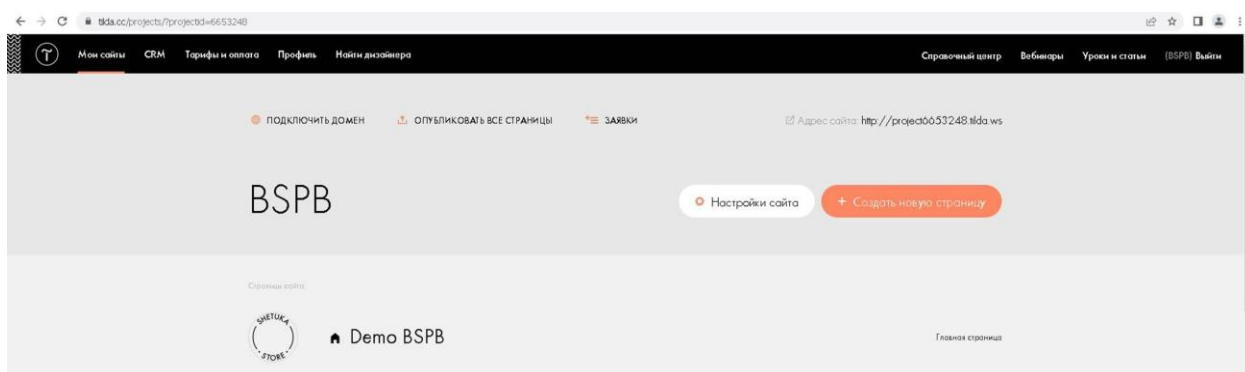 tilda.cc/projects/?projectid=6653248
Мои сайты CRM Тарифы и оплата Профиль Найти дизайнера Справочный центр Вебинары Уроки и статьи (BSPB) Выйти
ПОДКЛЮЧИТЬ ДОМЕН ОПУБЛИКОВАТЬ ВСЕ СТРАНИЦЫ ЗАЯВКИ Адрес сайта: http://project6653248.tilda.ws
BSPB Настройки сайта + Создать новую страницу
Страницы сайта
SHETUKA STORE Demo BSPB Главная страница